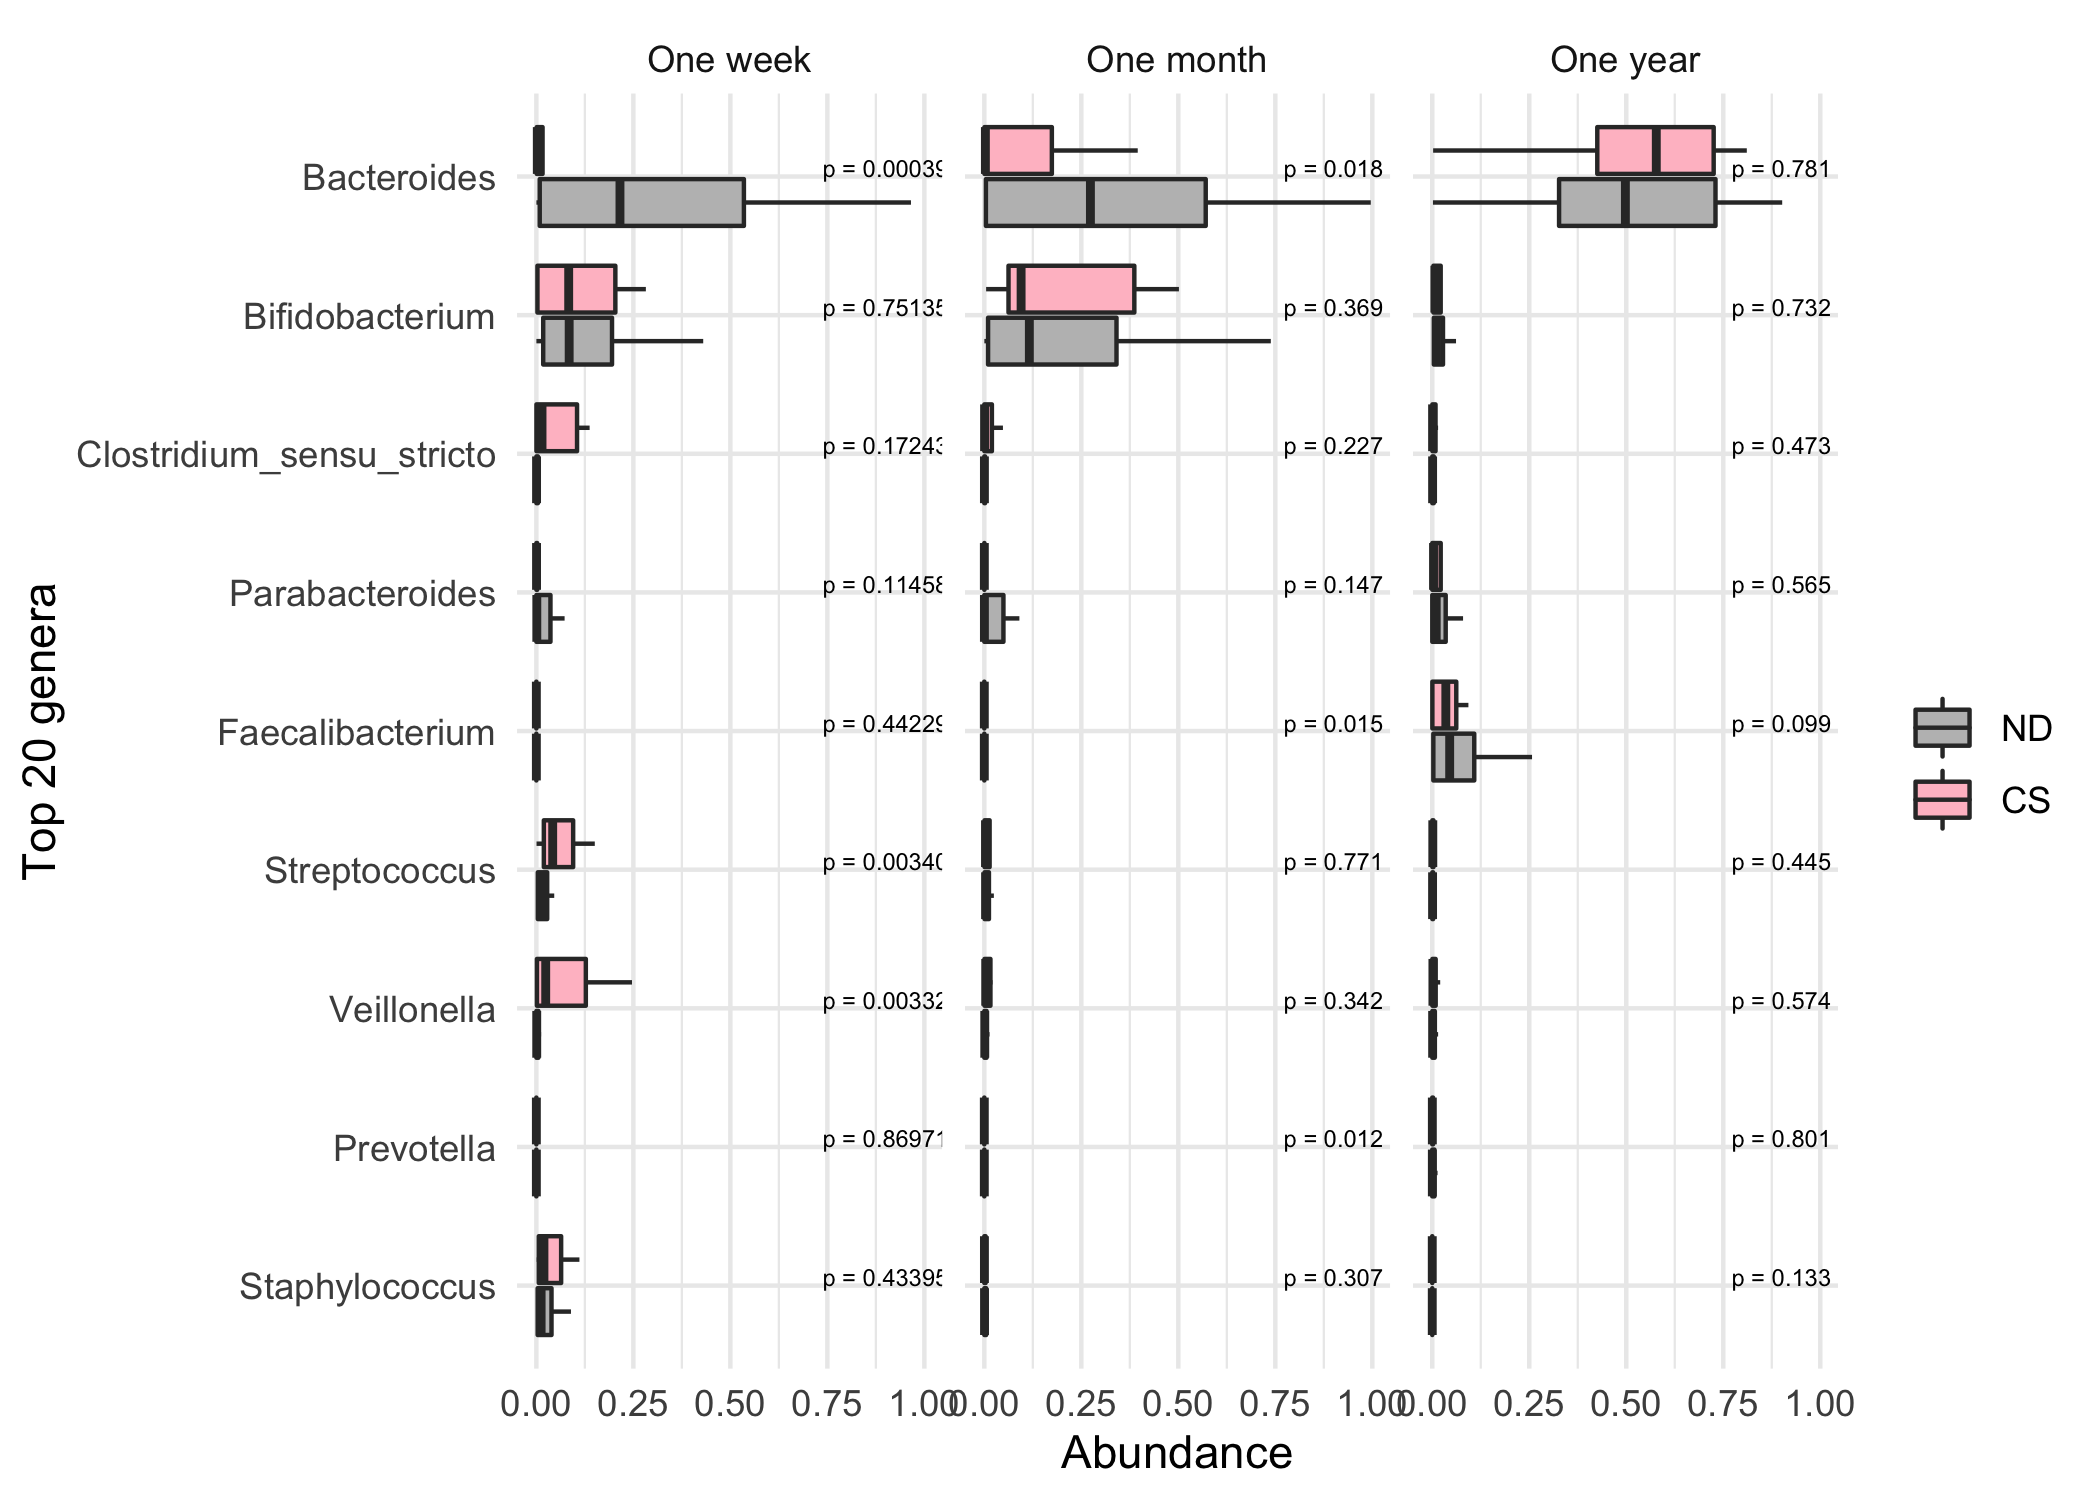 One week One month One year
Bacteroides p = 0.00039 p = 0.018 p = 0.781
Bifidobacterium p = 0.75135 p = 0.369 p = 0.732
Clostridium_sensu_stricto p = 0.17243 p = 0.227 p = 0.473
Parabacteroides p = 0.11458 p = 0.147 p = 0.565
Faecalibacterium p = 0.44229 p = 0.015 p = 0.099
Streptococcus p = 0.00340 p = 0.771 p = 0.445
Veillonella p = 0.00332 p = 0.342 p = 0.574
Prevotella p = 0.86971 p = 0.012 p = 0.801
Staphylococcus p = 0.43395 p = 0.307 p = 0.133
0.00 0.25 0.50 0.75 1.00 0.00 0.25 0.50 0.75 1.00 0.00 0.25 0.50 0.75 1.00
Abundance
Top 20 genera
ND
CS